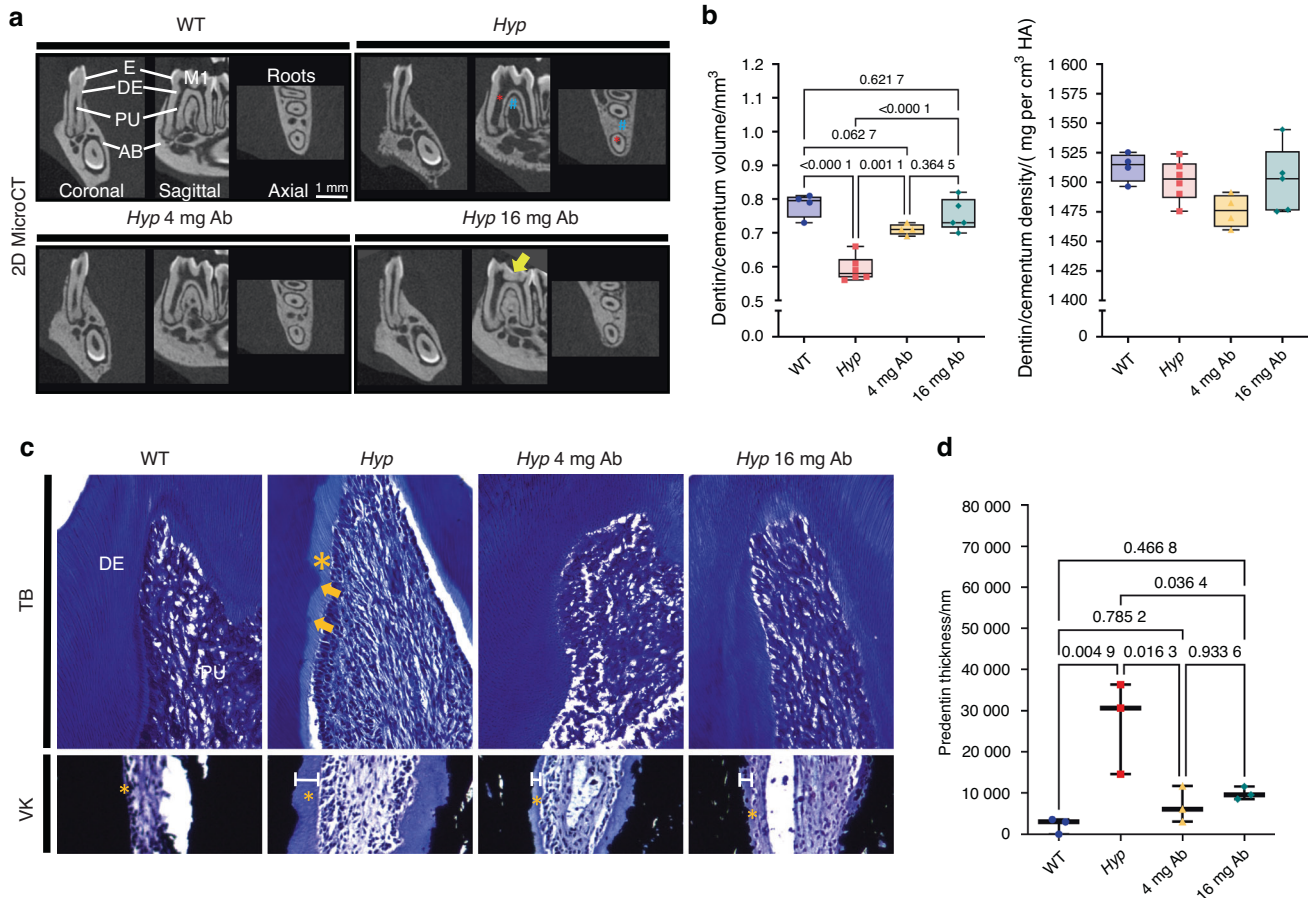 a
WT
Hyp
E
DE
PU
AB
M1
Roots
#
#
Coronal
Sagittal
Axial
1 mm
2D MicroCT
Hyp 4 mg Ab
Hyp 16 mg Ab
b
Dentin/cementum volume/mm³
1.2
1.1
1.0
0.9
0.8
0.7
0.6
0.5
0.0
0.621 7
<0.000 1
0.062 7
<0.000 1
0.001 1
0.364 5
WT
Hyp
4 mg Ab
16 mg Ab
Dentin/cementum density/( mg per cm³ HA)
1 600
1 575
1 550
1 525
1 500
1 475
1 450
1 425
1 400
0
WT
Hyp
4 mg Ab
16 mg Ab
c
WT
Hyp
Hyp 4 mg Ab
Hyp 16 mg Ab
TB
DE
PU
*
VK
*
*
*
*
d
Predentin thickness/nm
80 000
70 000
60 000
50 000
40 000
30 000
20 000
10 000
0
0.466 8
0.036 4
0.785 2
0.004 9
0.016 3
0.933 6
WT
Hyp
4 mg Ab
16 mg Ab